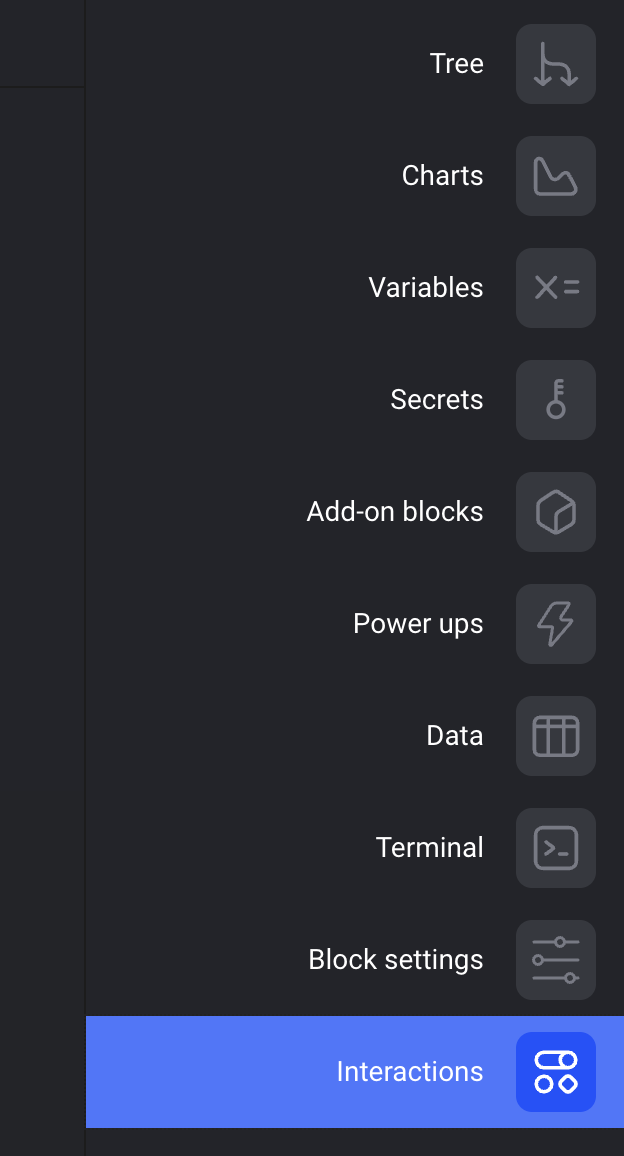 Tree
Charts
Variables
Secrets
Add-on blocks
Power ups
Data
Terminal
Block settings
Interactions